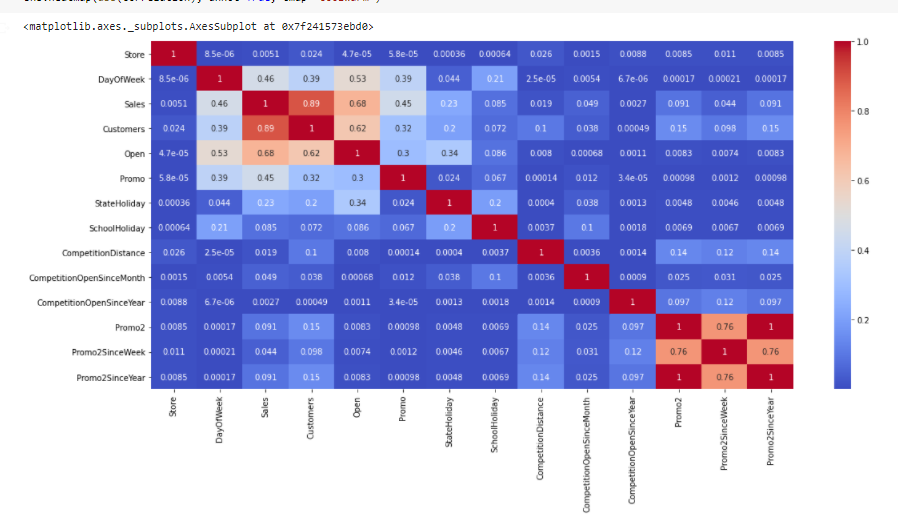 <matplotlib.axes._subplots.AxesSubplot at 0x7f241573ebd0>
Store 1 8.5e-06 0.0051 0.024 4.7e-05 5.8e-05 0.00036 0.00064 0.026 0.0015 0.0088 0.0085 0.011 0.0085
DayOfWeek 8.5e-06 1 0.46 0.39 0.53 0.39 0.044 0.21 2.5e-05 0.0054 6.7e-06 0.00017 0.00021 0.00017
Sales 0.0051 0.46 1 0.89 0.68 0.45 0.23 0.085 0.019 0.049 0.0027 0.091 0.044 0.091
Customers 0.024 0.39 0.89 1 0.62 0.32 0.2 0.072 0.1 0.038 0.00049 0.15 0.098 0.15
Open 4.7e-05 0.53 0.68 0.62 1 0.3 0.34 0.086 0.008 0.00068 0.0011 0.0083 0.0074 0.0083
Promo 5.8e-05 0.39 0.45 0.32 0.3 1 0.024 0.067 0.00014 0.012 3.4e-05 0.00098 0.0012 0.00098
StateHoliday 0.00036 0.044 0.23 0.2 0.34 0.024 1 0.2 0.0004 0.038 0.0013 0.0048 0.0046 0.0048
SchoolHoliday 0.00064 0.21 0.085 0.072 0.086 0.067 0.2 1 0.0037 0.1 0.0018 0.0069 0.0067 0.0069
CompetitionDistance 0.026 2.5e-05 0.019 0.1 0.008 0.00014 0.0004 0.0037 1 0.0036 0.0014 0.14 0.12 0.14
CompetitionOpenSinceMonth 0.0015 0.0054 0.049 0.038 0.00068 0.012 0.038 0.1 0.0036 1 0.0009 0.025 0.031 0.025
CompetitionOpenSinceYear 0.0088 6.7e-06 0.0027 0.00049 0.0011 3.4e-05 0.0013 0.0018 0.0014 0.0009 1 0.097 0.12 0.097
Promo2 0.0085 0.00017 0.091 0.15 0.0083 0.00098 0.0048 0.0069 0.14 0.025 0.097 1 0.76 1
Promo2SinceWeek 0.011 0.00021 0.044 0.098 0.0074 0.0012 0.0046 0.0067 0.12 0.031 0.12 0.76 1 0.76
Promo2SinceYear 0.0085 0.00017 0.091 0.15 0.0083 0.00098 0.0048 0.0069 0.14 0.025 0.097 1 0.76 1
Store
DayOfWeek
Sales
Customers
Open
Promo
StateHoliday
SchoolHoliday
CompetitionDistance
CompetitionOpenSinceMonth
CompetitionOpenSinceYear
Promo2
Promo2SinceWeek
Promo2SinceYear
1.0
0.8
0.6
0.4
0.2